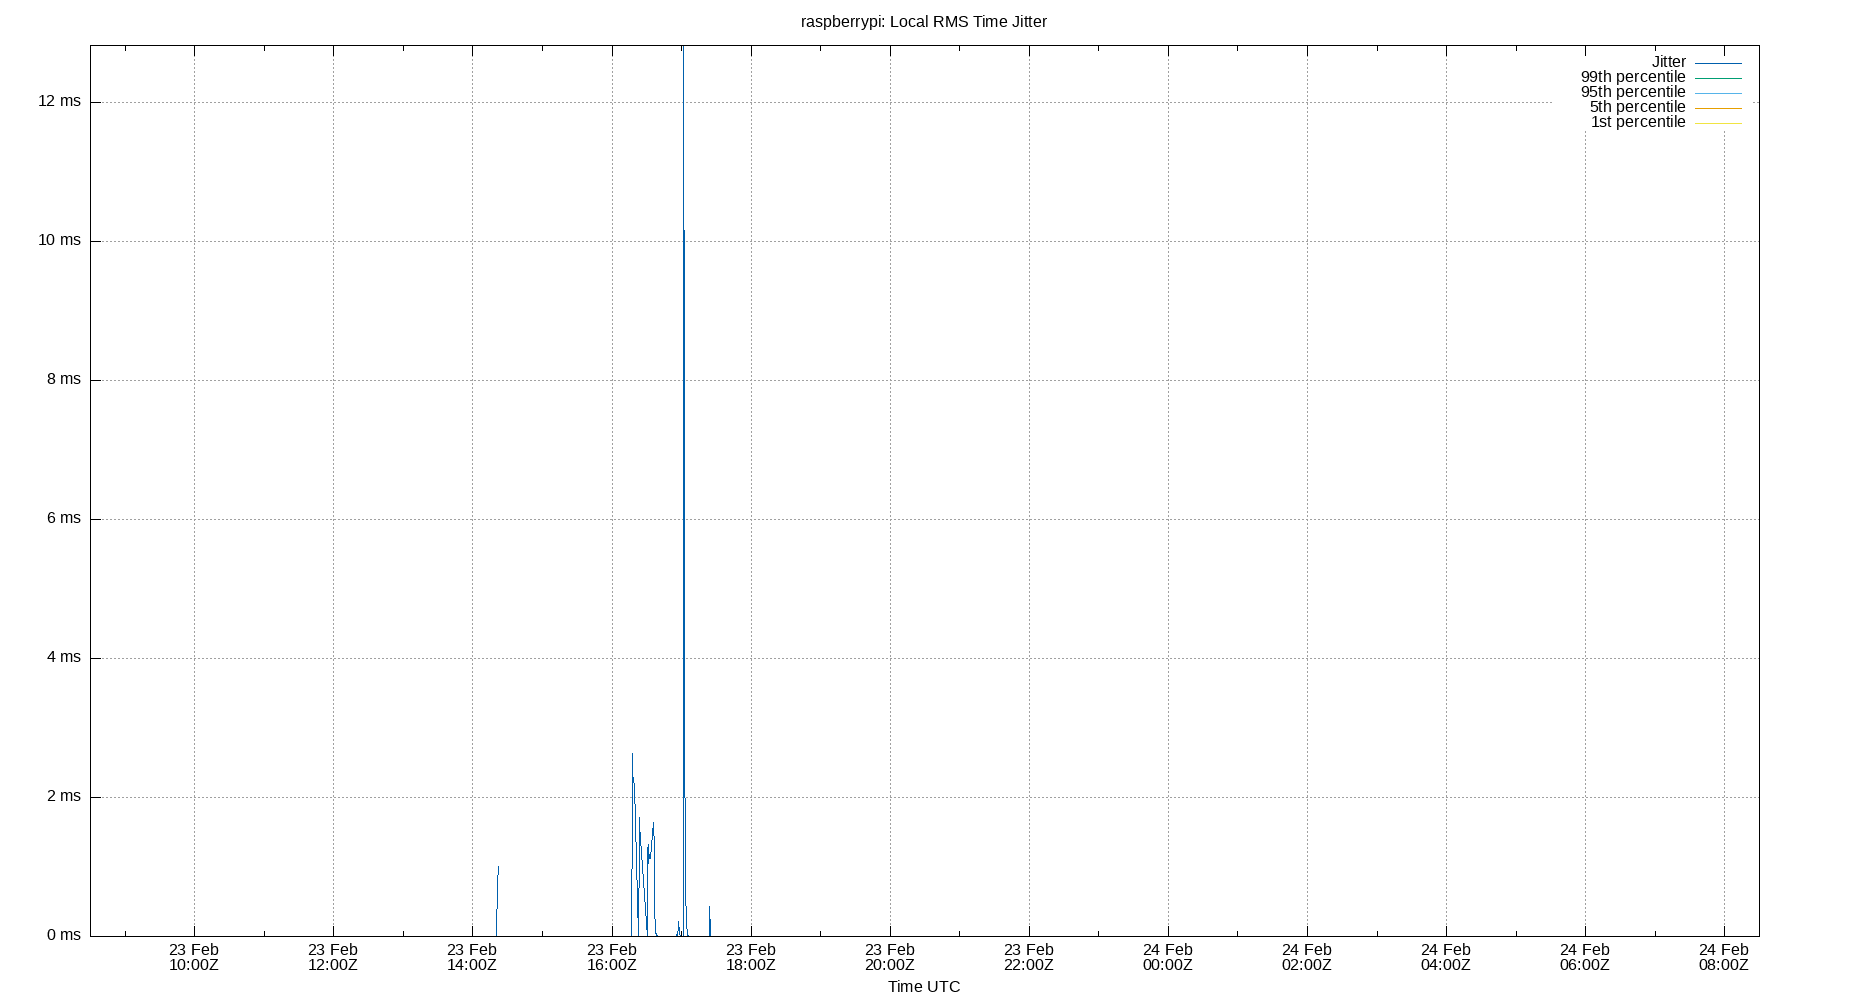 raspberrypi: Local RMS Time Jitter
Jitter
99th percentile
95th percentile
5th percentile
1st percentile
12 ms
10 ms
8 ms
6 ms
4 ms
2 ms
0 ms
23 Feb 23 Feb 23 Feb 23 Feb 23 Feb 23 Feb 23 Feb 24 Feb 24 Feb 24 Feb 24 Feb 24 Feb
10:00Z 12:00Z 14:00Z 16:00Z 18:00Z 20:00Z 22:00Z 00:00Z 02:00Z 04:00Z 06:00Z 08:00Z
Time UTC